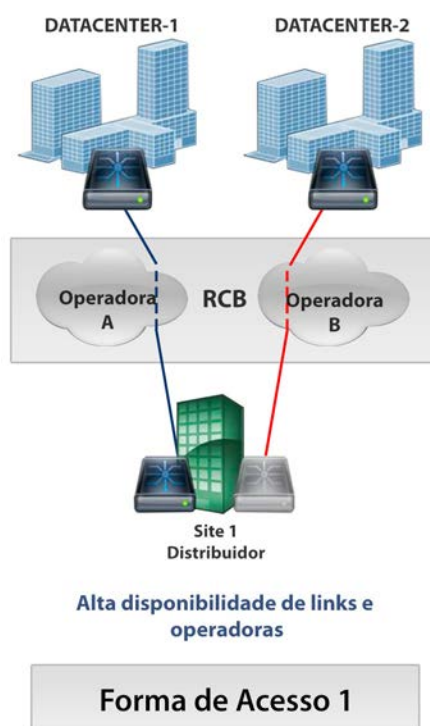 DATACENTER-1
DATACENTER-2
Operadora
A
RCB
Operadora
B
Site 1
Distribuidor
Alta disponibilidade de links e
operadoras
Forma de Acesso 1